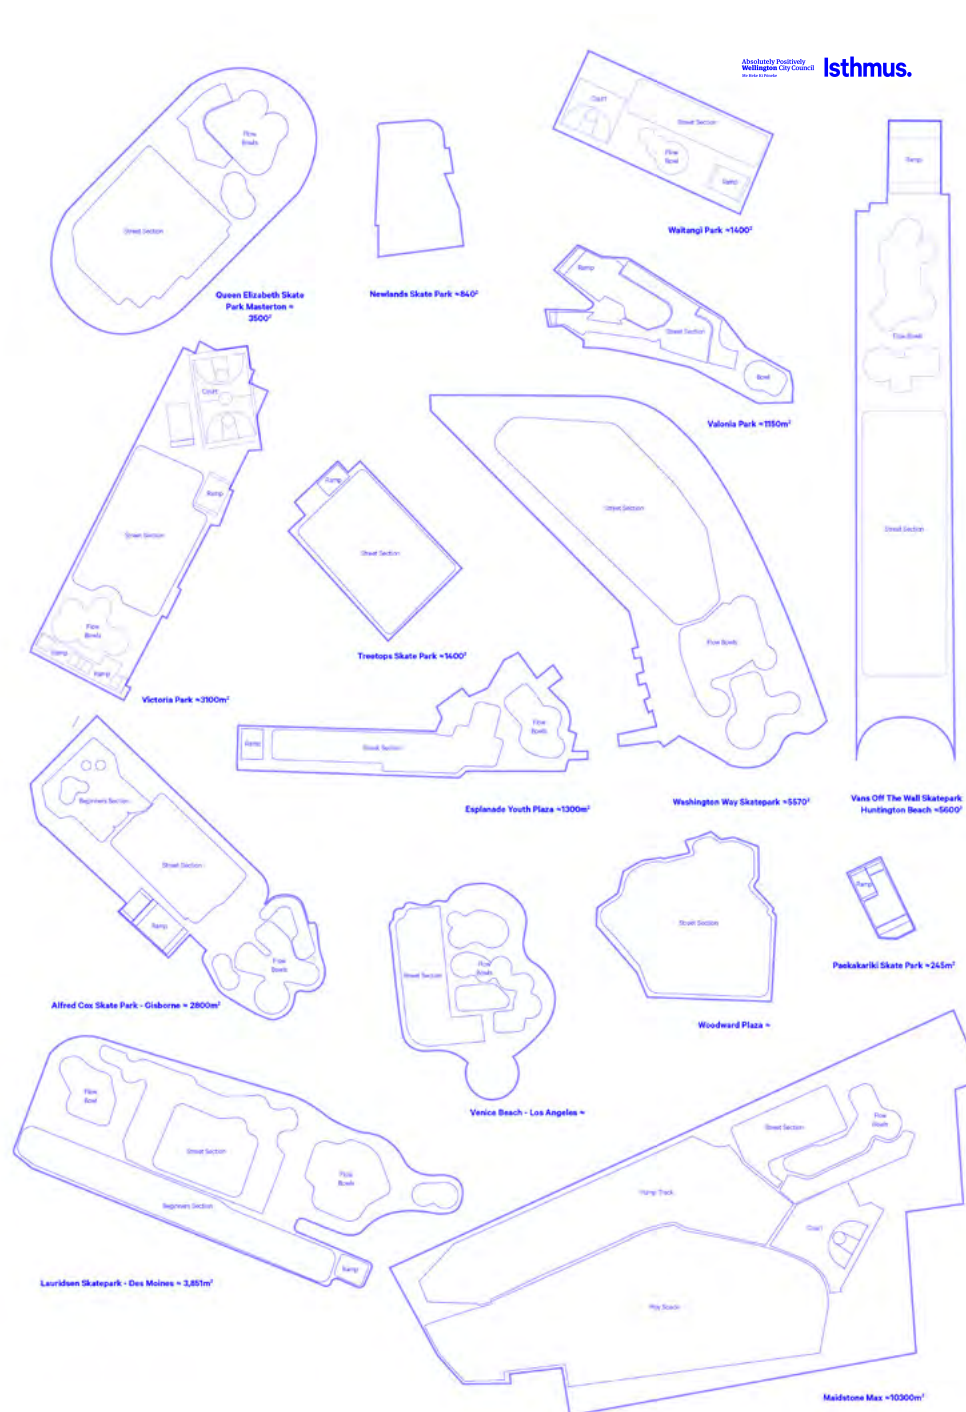 Absolutely Positively
Wellington City Council
Me Heke Ki Pōneke
Isthmus.
Court
Street Section
Flow
Bowl
Ramp
Waitangi Park ≈1400²
Flow
Bowls
Street Section
Queen Elizabeth Skate
Park Masterton ≈
3500²
Newlands Skate Park ≈840²
Ramp
Street Section
Bowl
Valonia Park ≈1150m²
Ramp
Flow Bowls
Street Section
Vans Off The Wall Skatepark
Huntington Beach ≈5600²
Court
Ramp
Street Section
Flow
Bowls
Ramp
Ramp
Victoria Park ≈3100m²
Ramp
Street Section
Treetops Skate Park ≈1400²
Street Section
Flow Bowls
Washington Way Skatepark ≈5570²
Ramp
Street Section
Flow
Bowls
Esplanade Youth Plaza ≈1300m²
Beginners Section
Street Section
Ramp
Flow
Bowls
Alfred Cox Skate Park - Gisborne ≈ 2800m²
Street Section
Flow
Bowls
Venice Beach - Los Angeles ≈
Street Section
Woodward Plaza ≈
Ramp
Paekakariki Skate Park ≈245m²
Flow
Bowl
Street Section
Flow
Bowls
Beginners Section
Ramp
Lauridsen Skatepark - Des Moines ≈ 3,851m²
Street Section
Flow
Bowls
Pump Track
Court
Play Space
Maidstone Max ≈10300m²